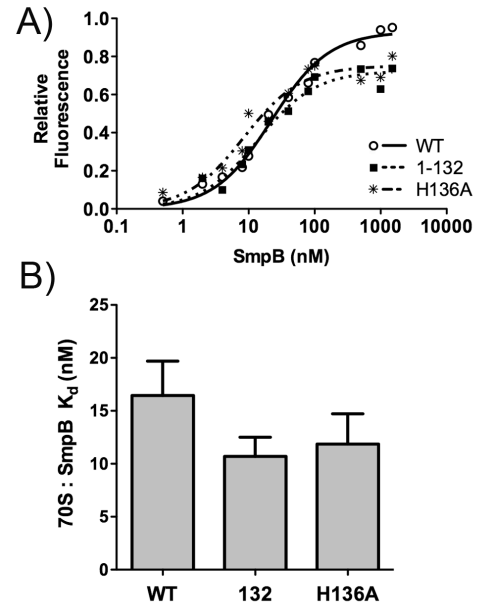 A)
Relative
Fluorescence
1.0
0.8
0.6
0.4
0.2
0.0
0.1
1
10
100
1000
10000
SmpB (nM)
WT
1-132
H136A
B)
70S : SmpB Kd (nM)
25
20
15
10
5
0
WT
132
H136A